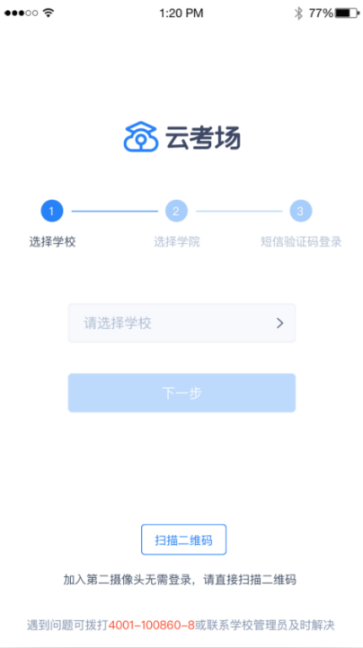 1:20 PM
77%
云考场
1
2
3
选择学校
选择学院
短信验证码登录
请选择学校
下一步
扫描二维码
加入第二摄像头无需登录，请直接扫描二维码
遇到问题可拨打4001-100860-8或联系学校管理员及时解决